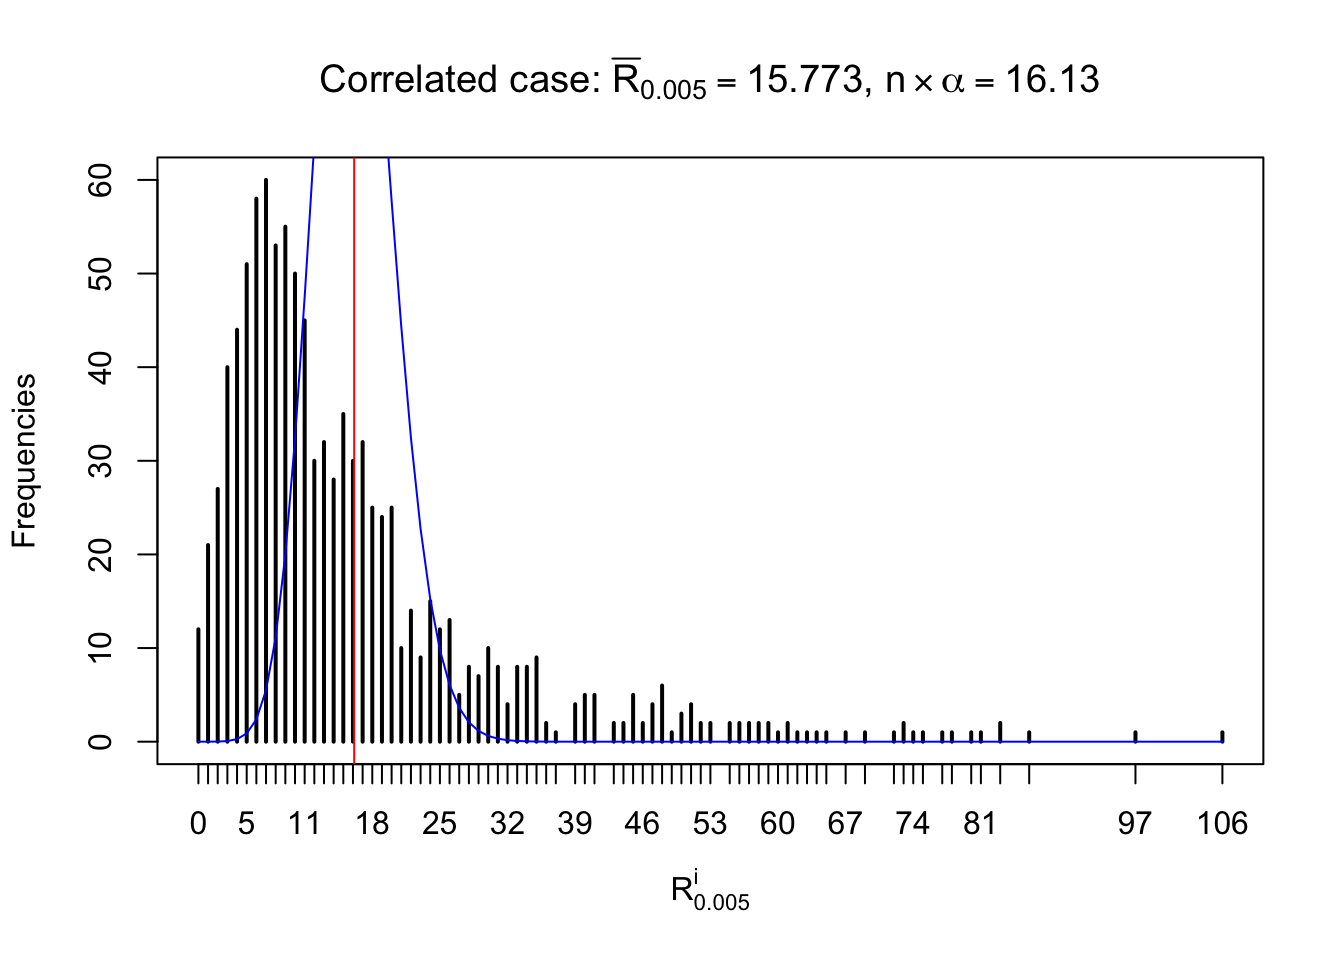 Correlated case: R̅0.005 = 15.773, n × α = 16.13
60
50
40
30
20
10
0
Frequencies
0 5 11 18 25 32 39 46 53 60 67 74 81 97 106
R^i_0.005